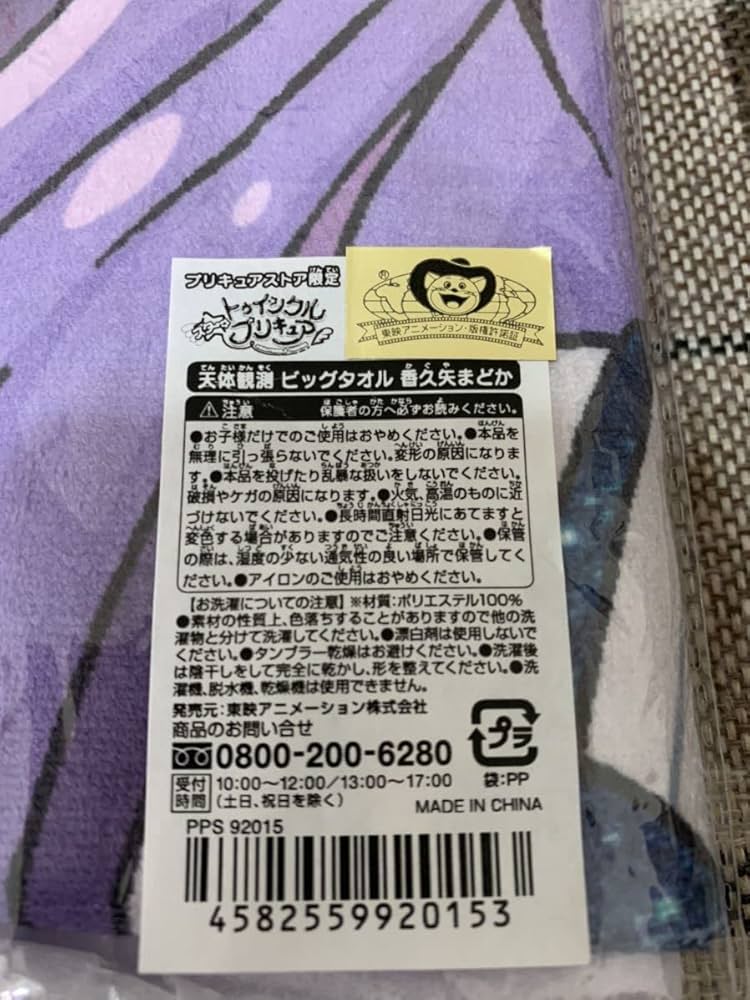 プリキュアストア限定
スター☆トゥインクル
プリキュア
東映アニメーション・版権許諾証
天体観測 ビッグタオル 香久矢まどか
⚠注意 保護者の方へ必ずお読みください。
●お子様だけでのご使用はおやめください。●本品を
無理に引っ張らないでください。変形の原因になりま
す。●本品を投げたり乱暴な扱いをしないでください。
破損やケガの原因になります。●火気、高温のものに近
づけないでください。●長時間直射日光にあてますと
変色する場合がありますのでご注意ください。●保管
の際は、湿度の少ない通気性の良い場所で保管してく
ださい。●アイロンのご使用はおやめください。
【お洗濯についての注意】※材質:ポリエステル100%
●素材の性質上、色落ちすることがありますので他の洗
濯物と分けて洗濯してください。●漂白剤は使用しないで
ください。●タンブラー乾燥はお避けください。●洗濯後
は陰干しをして完全に乾かし、形を整えてください。●洗
濯機、脱水機、乾燥機は使用できません。
発売元:東映アニメーション株式会社
商品のお問い合せ
0800-200-6280
受付時間 10:00〜12:00/13:00〜17:00
(土日、祝日を除く)
プラ
袋:PP
MADE IN CHINA
PPS 92015
4582559920153